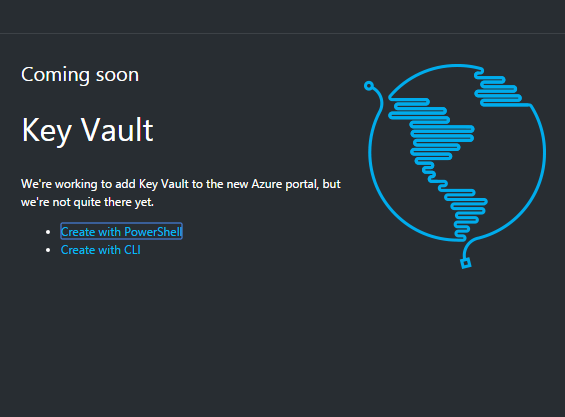 Coming soon
Key Vault
We're working to add Key Vault to the new Azure portal, but
we're not quite there yet.
• Create with PowerShell
• Create with CLI